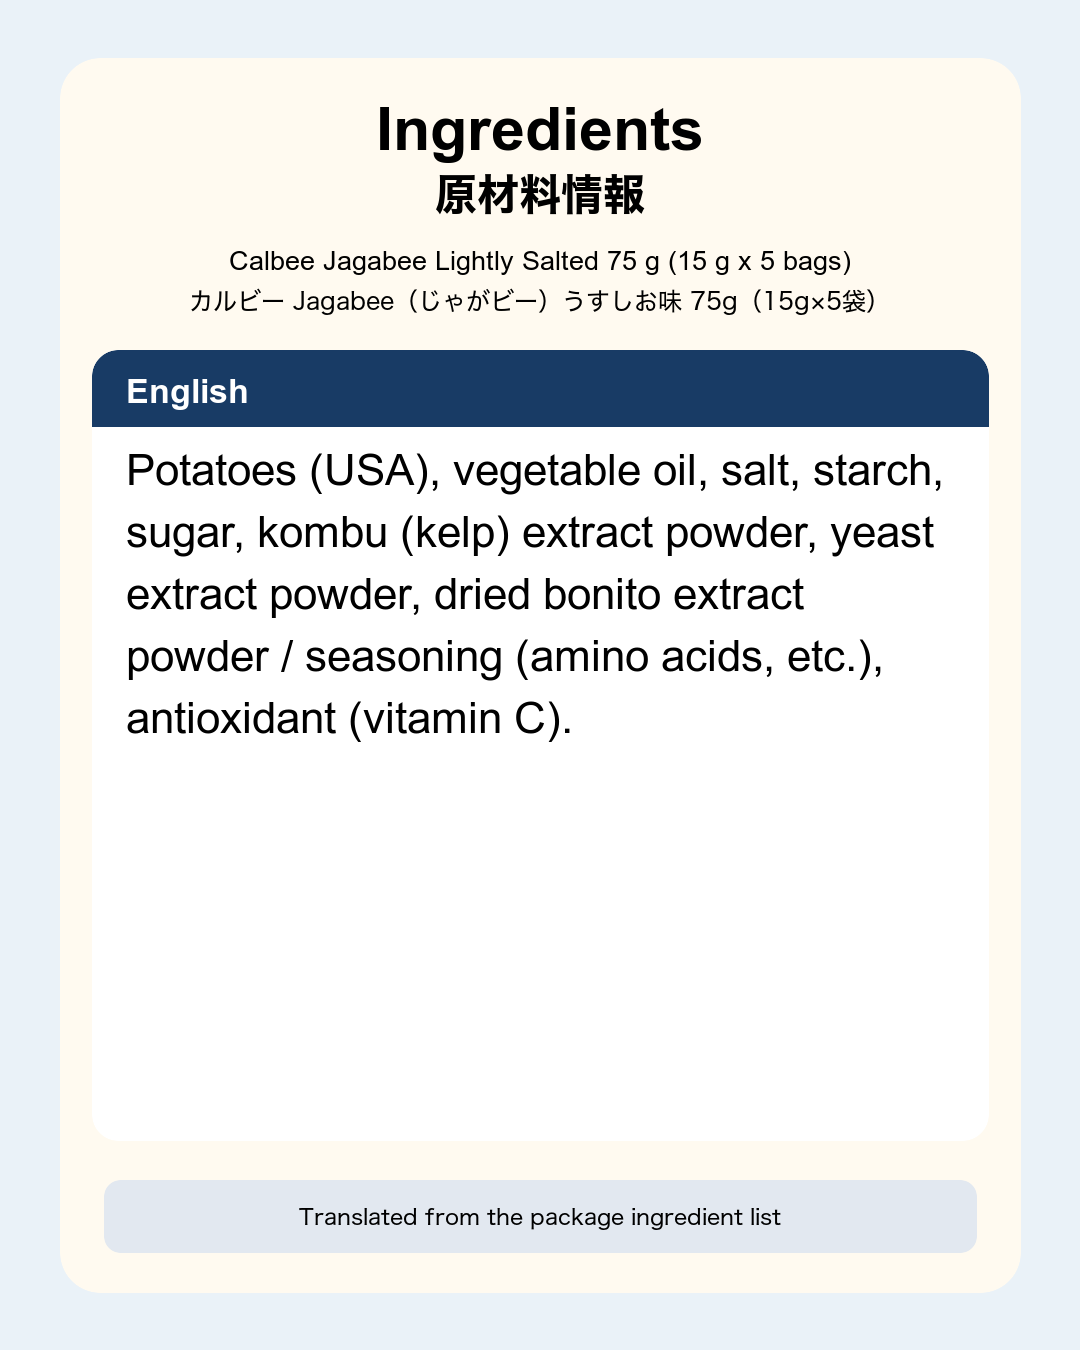 Ingredients
原材料情報
Calbee Jagabee Lightly Salted 75 g (15 g x 5 bags)
カルビー Jagabee（じゃがビー）うすしお味 75g（15g×5袋）
English
Potatoes (USA), vegetable oil, salt, starch,
sugar, kombu (kelp) extract powder, yeast
extract powder, dried bonito extract
powder / seasoning (amino acids, etc.),
antioxidant (vitamin C).
Translated from the package ingredient list